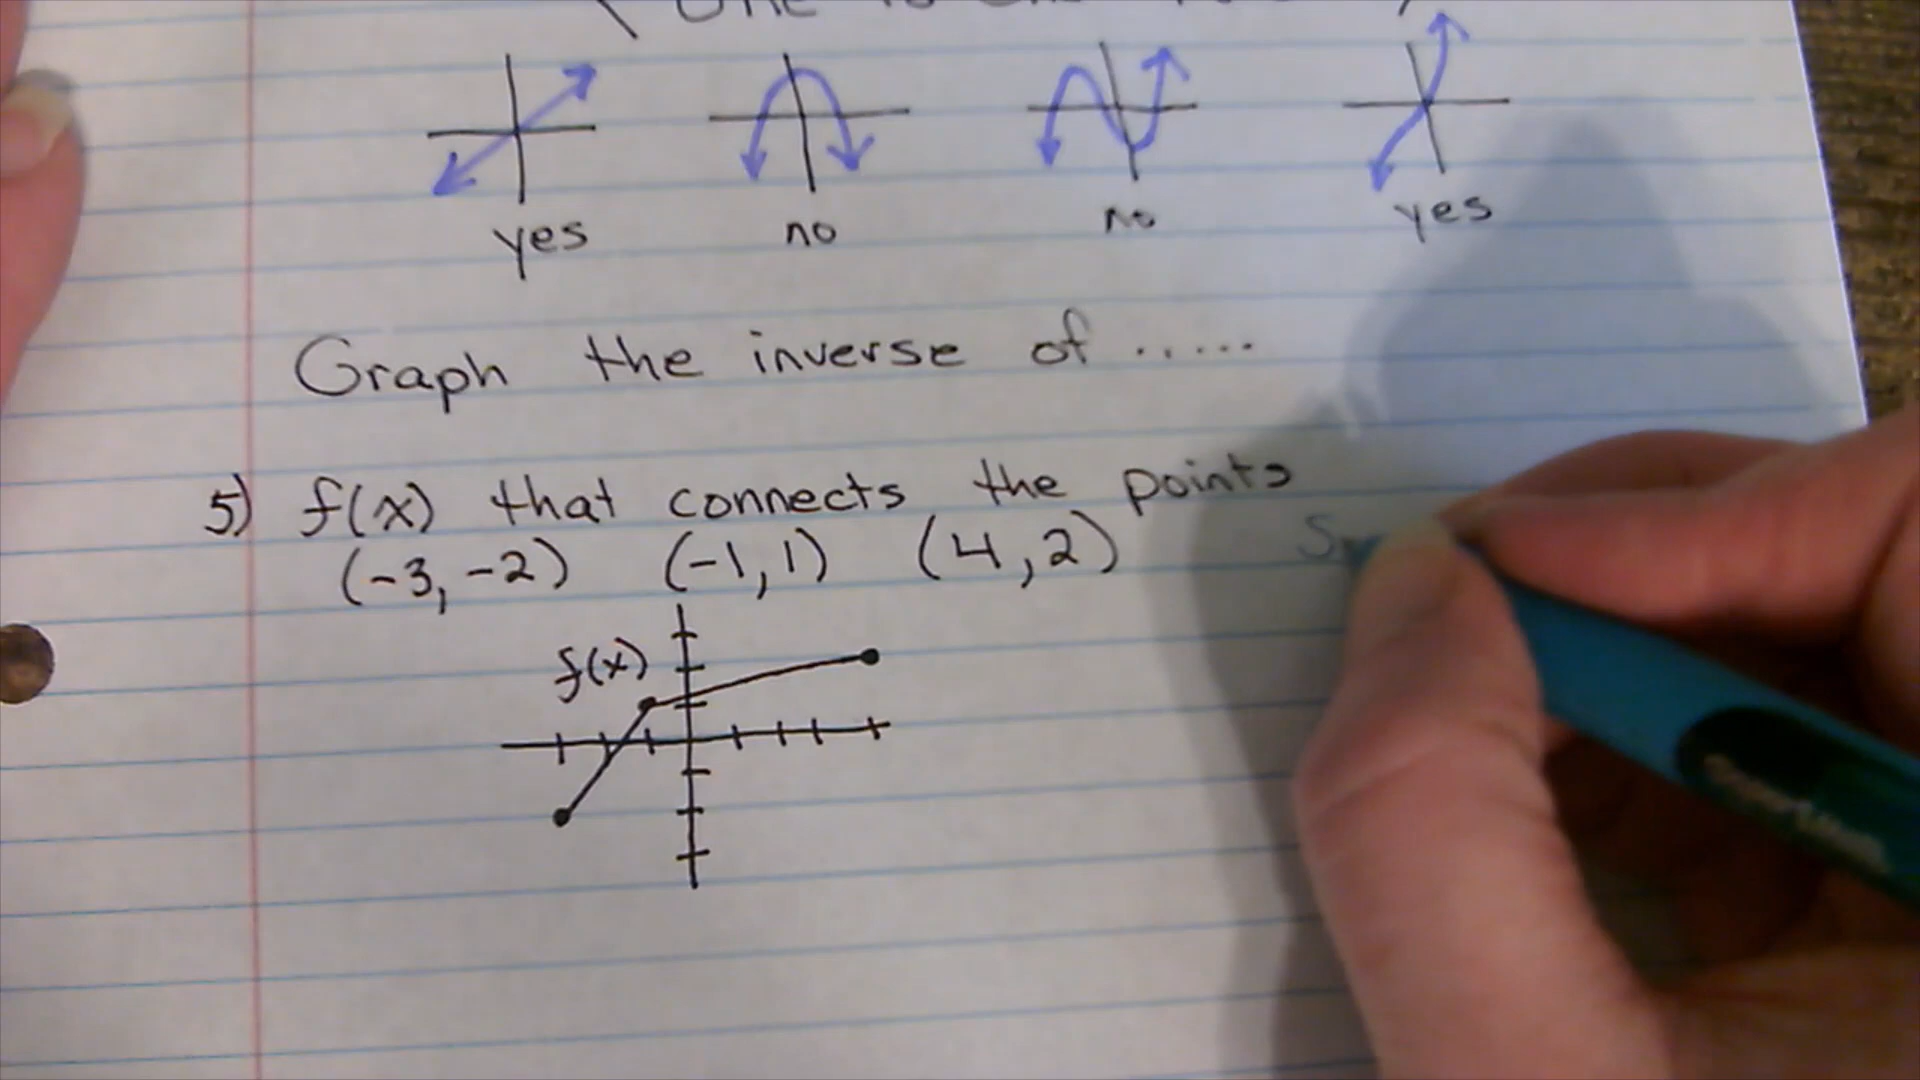 yes no no yes
Graph the inverse of .....
5) f(x) that connects the points
(-3, -2) (-1, 1) (4, 2)
f(x)